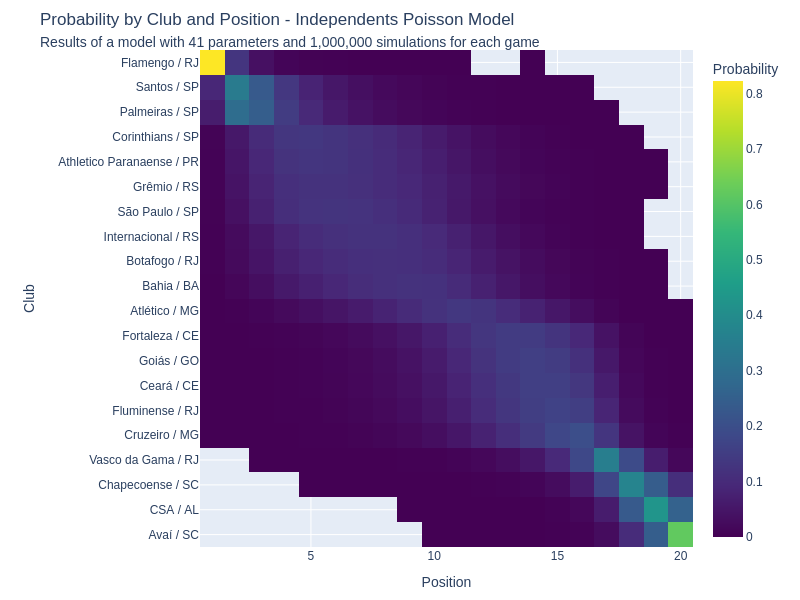 Probability by Club and Position - Independents Poisson Model
Results of a model with 41 parameters and 1,000,000 simulations for each game
Probability
Club
Flamengo / RJ
Santos / SP
Palmeiras / SP
Corinthians / SP
Athletico Paranaense / PR
Grêmio / RS
São Paulo / SP
Internacional / RS
Botafogo / RJ
Bahia / BA
Atlético / MG
Fortaleza / CE
Goiás / GO
Ceará / CE
Fluminense / RJ
Cruzeiro / MG
Vasco da Gama / RJ
Chapecoense / SC
CSA / AL
Avaí / SC
0.8
0.7
0.6
0.5
0.4
0.3
0.2
0.1
0
5 10 15 20
Position